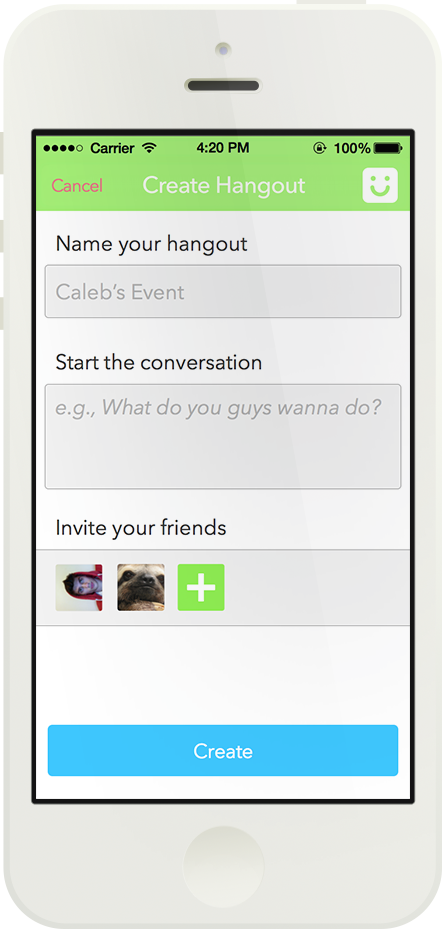 Carrier 4:20 PM 100%
Cancel Create Hangout
Name your hangout
Caleb's Event
Start the conversation
e.g., What do you guys wanna do?
Invite your friends
Create